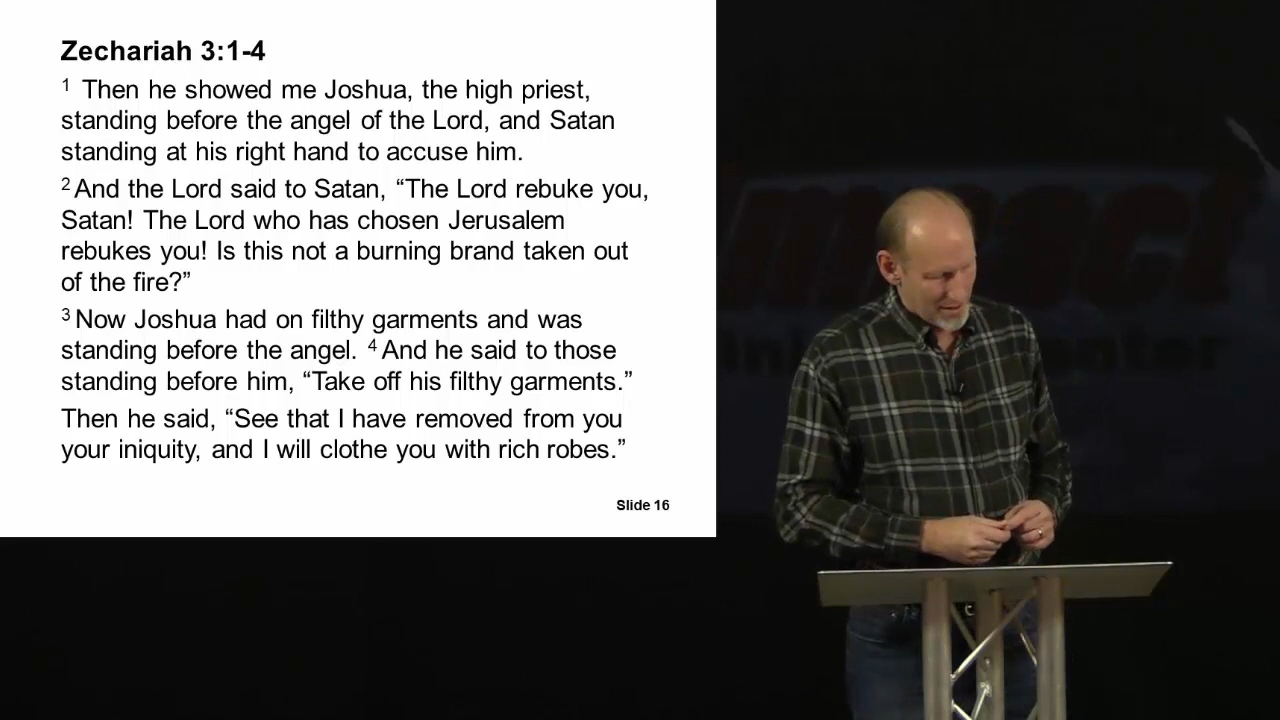 Zechariah 3:1-4
1 Then he showed me Joshua, the high priest,
standing before the angel of the Lord, and Satan
standing at his right hand to accuse him.
2 And the Lord said to Satan, “The Lord rebuke you,
Satan! The Lord who has chosen Jerusalem
rebukes you! Is this not a burning brand taken out
of the fire?”
3 Now Joshua had on filthy garments and was
standing before the angel. 4 And he said to those
standing before him, “Take off his filthy garments.”
Then he said, “See that I have removed from you
your iniquity, and I will clothe you with rich robes.”
Slide 16